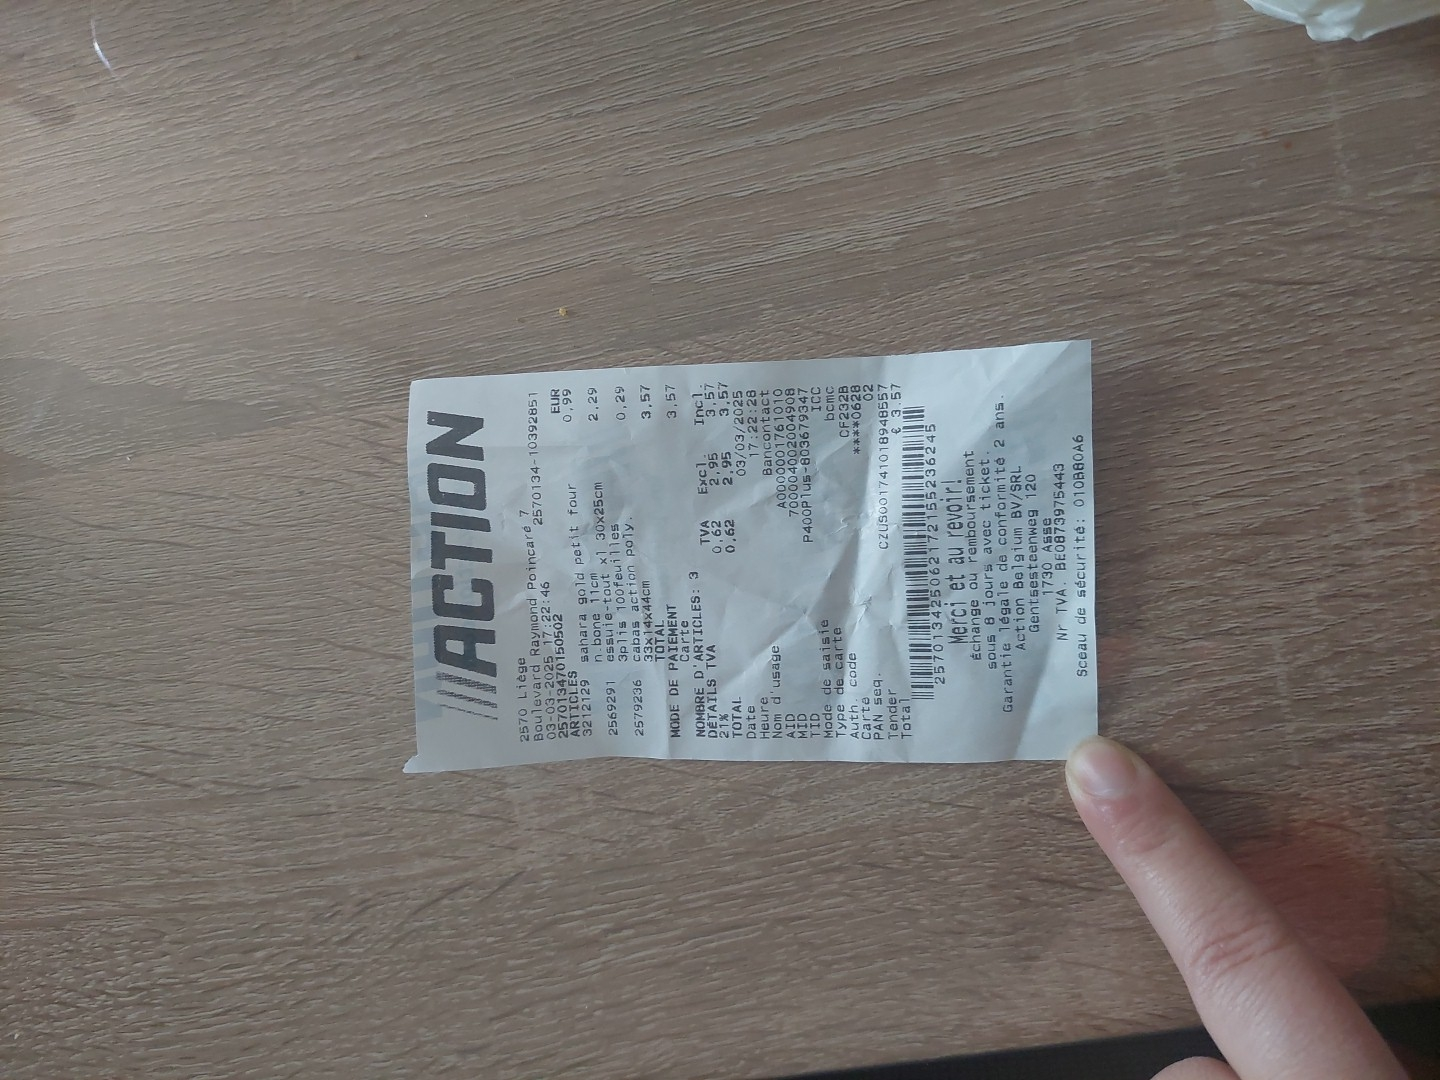 ACTION
2570 Liège
Boulevard Raymond Poincaré 7
03-03-2025 17:22:46 2570134-10392851
2570134750150502
ARTICLES EUR
3212129 sahara gold petit four 0,99
n.bone 11cm
2569291 essuie-tout xl 30x25cm 2,29
3plis 100feuilles
2579236 cabas action poly. 0,29
33x14x44cm
TOTAL 3,57
MODE DE PAIEMENT
Carte 3,57
NOMBRE D'ARTICLES: 3
DÉTAILS TVA TVA Excl. Incl.
21% 0,62 2,95 3,57
TOTAL 0,62 2,95 3,57
Date 03/03/2025
Heure 17:22:28
Nom d'usage Bancontact
AID A0000001761010
MID 70000402004908
TID P400Plus-803679347
Mode de saisie ICC
Type de carte bcmc
Auth. code CF232B
Carte ****0628
PAN seq. 02
Tender CZUS001741018948557
Total € 3.57
257013425062172155236245
Merci et au revoir!
Échange ou remboursement
sous 8 jours avec ticket.
Garantie légale de conformité 2 ans.
Action Belgium BV/SRL
Gentsesteenweg 120
1730 Asse
Nr TVA. BE0873975443
Sceau de sécurité: 010BB0A6